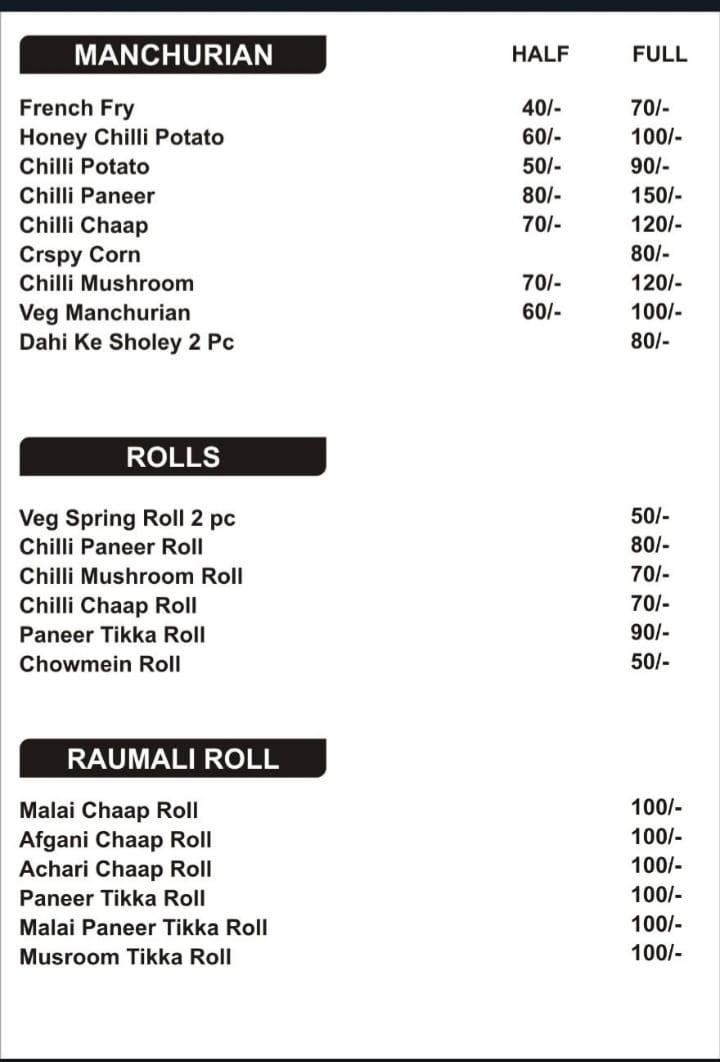 MANCHURIAN HALF FULL
French Fry 40/- 70/-
Honey Chilli Potato 60/- 100/-
Chilli Potato 50/- 90/-
Chilli Paneer 80/- 150/-
Chilli Chaap 70/- 120/-
Crspy Corn 80/-
Chilli Mushroom 70/- 120/-
Veg Manchurian 60/- 100/-
Dahi Ke Sholey 2 Pc 80/-
ROLLS
Veg Spring Roll 2 pc 50/-
Chilli Paneer Roll 80/-
Chilli Mushroom Roll 70/-
Chilli Chaap Roll 70/-
Paneer Tikka Roll 90/-
Chowmein Roll 50/-
RAUMALI ROLL
Malai Chaap Roll 100/-
Afgani Chaap Roll 100/-
Achari Chaap Roll 100/-
Paneer Tikka Roll 100/-
Malai Paneer Tikka Roll 100/-
Musroom Tikka Roll 100/-